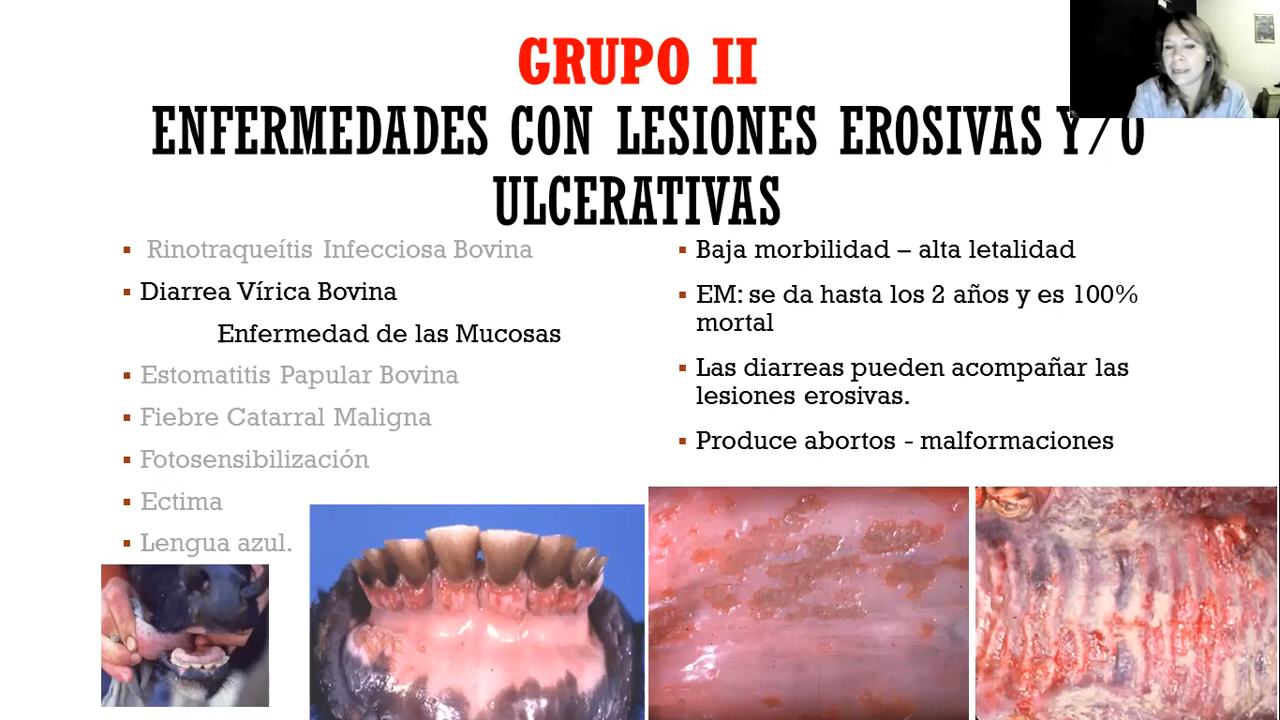 GRUPO II
ENFERMEDADES CON LESIONES EROSIVAS Y/O
ULCERATIVAS
Rinotraqueítis Infecciosa Bovina
Diarrea Vírica Bovina
Enfermedad de las Mucosas
Estomatitis Papular Bovina
Fiebre Catarral Maligna
Fotosensibilización
Ectima
Lengua azul.
Baja morbilidad – alta letalidad
EM: se da hasta los 2 años y es 100%
mortal
Las diarreas pueden acompañar las
lesiones erosivas.
Produce abortos - malformaciones